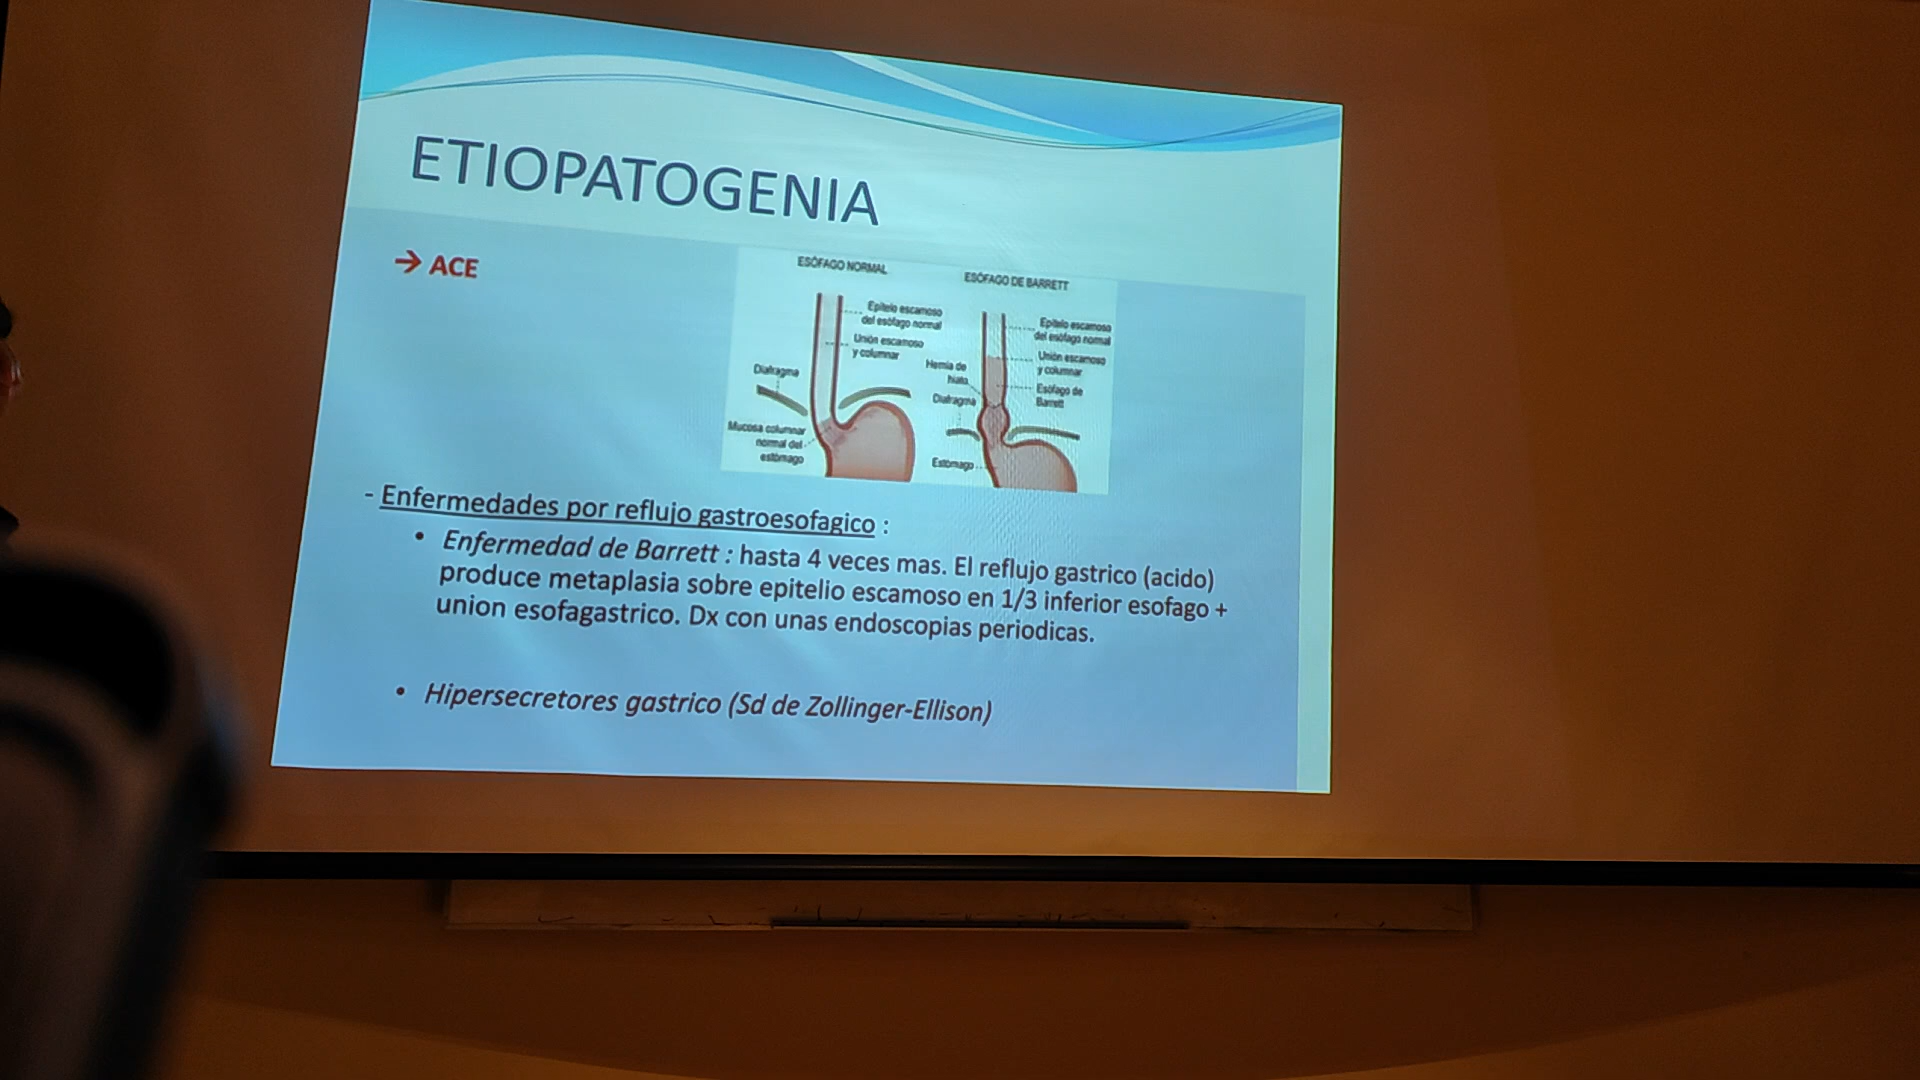 ETIOPATOGENIA
→ ACE
ESÓFAGO NORMAL
Epitelio escamoso
del esófago normal
Unión escamoso
y columnar
Diafragma
Mucosa columnar
normal del
estómago
ESÓFAGO DE BARRETT
Epitelio escamoso
del esófago normal
Unión escamoso
y columnar
Hernia de
hiato
Esófago de
Barrett
Diafragma
Estómago
- Enfermedades por reflujo gastroesofagico :
• Enfermedad de Barrett : hasta 4 veces mas. El reflujo gastrico (acido)
produce metaplasia sobre epitelio escamoso en 1/3 inferior esofago +
union esofagastrico. Dx con unas endoscopias periodicas.
• Hipersecretores gastrico (Sd de Zollinger-Ellison)